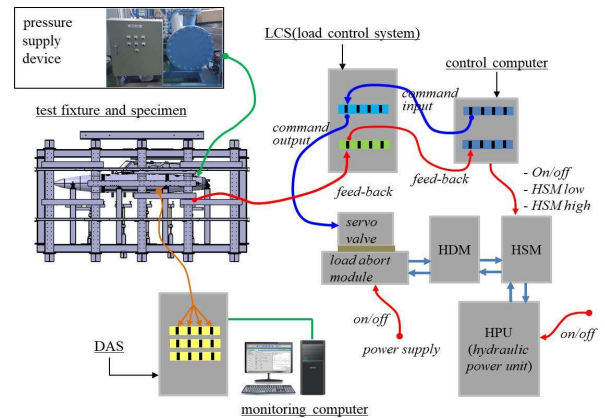 pressure
supply
device
LCS(load control system)
control computer
test fixture and specimen
command
input
command
output
feed-back
feed-back
- On/off
- HSM low
- HSM high
servo
valve
load abort
module
HDM
HSM
on/off
power supply
HPU
(hydraulic
power unit)
on/off
DAS
monitoring computer